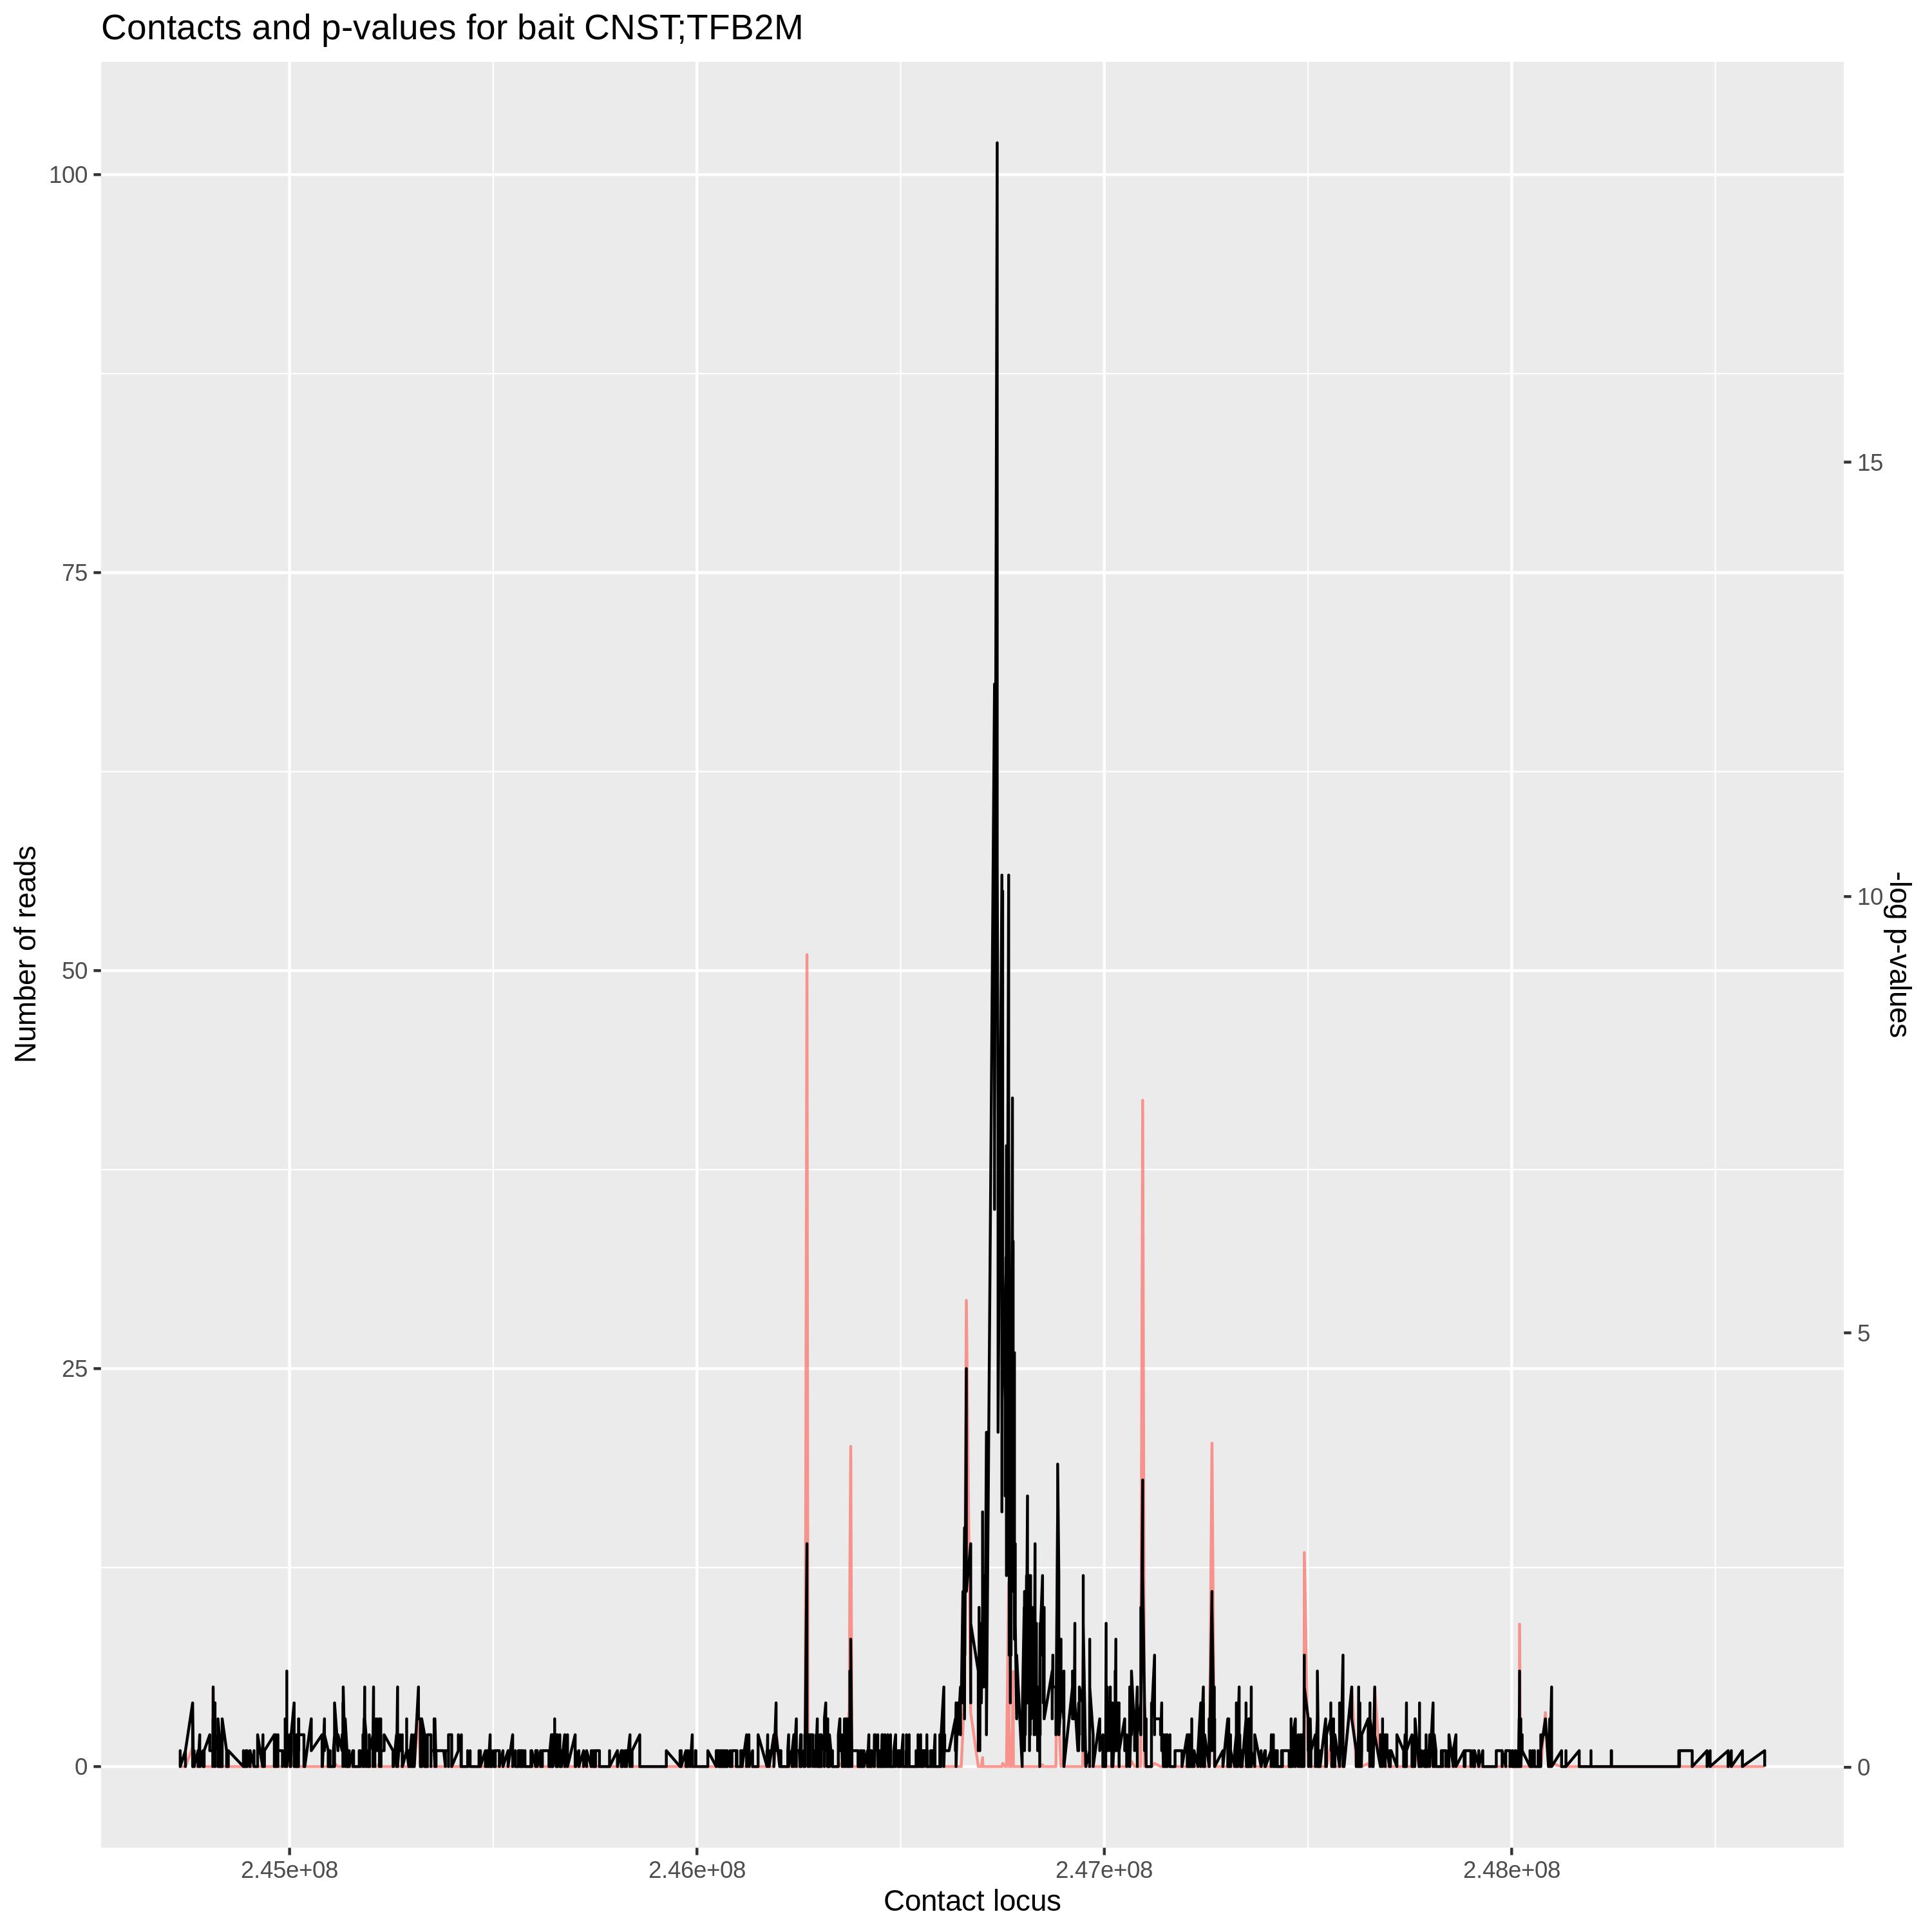 Contacts and p-values for bait CNST;TFB2M
100
75
50
25
0
Number of reads
15
10
5
0
-log p-values
2.45e+08
2.46e+08
2.47e+08
2.48e+08
Contact locus